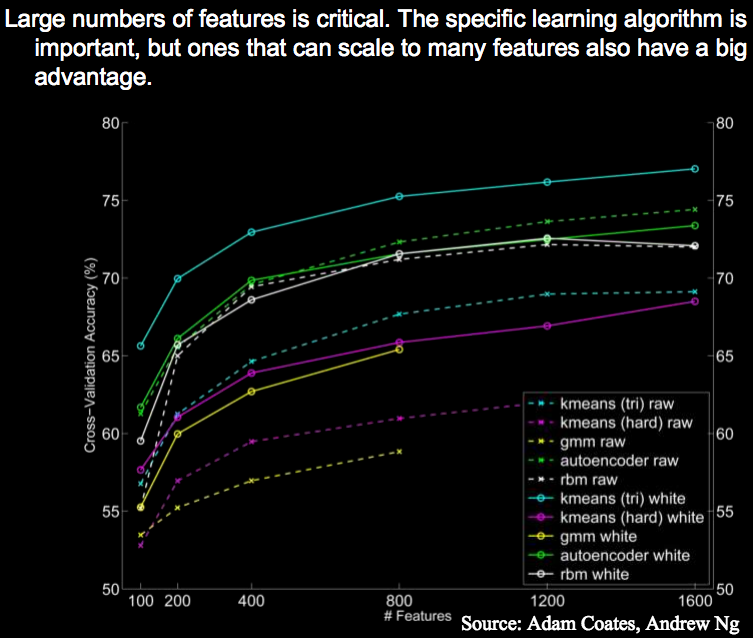 Large numbers of features is critical. The specific learning algorithm is
important, but ones that can scale to many features also have a big
advantage.
80 80
75 75
70 70
65 65
60 60
55 55
50 50
Cross-Validation Accuracy (%)
kmeans (tri) raw
kmeans (hard) raw
gmm raw
autoencoder raw
rbm raw
kmeans (tri) white
kmeans (hard) white
gmm white
autoencoder white
rbm white
100 200 400 800 1200 1600
# Features
Source: Adam Coates, Andrew Ng